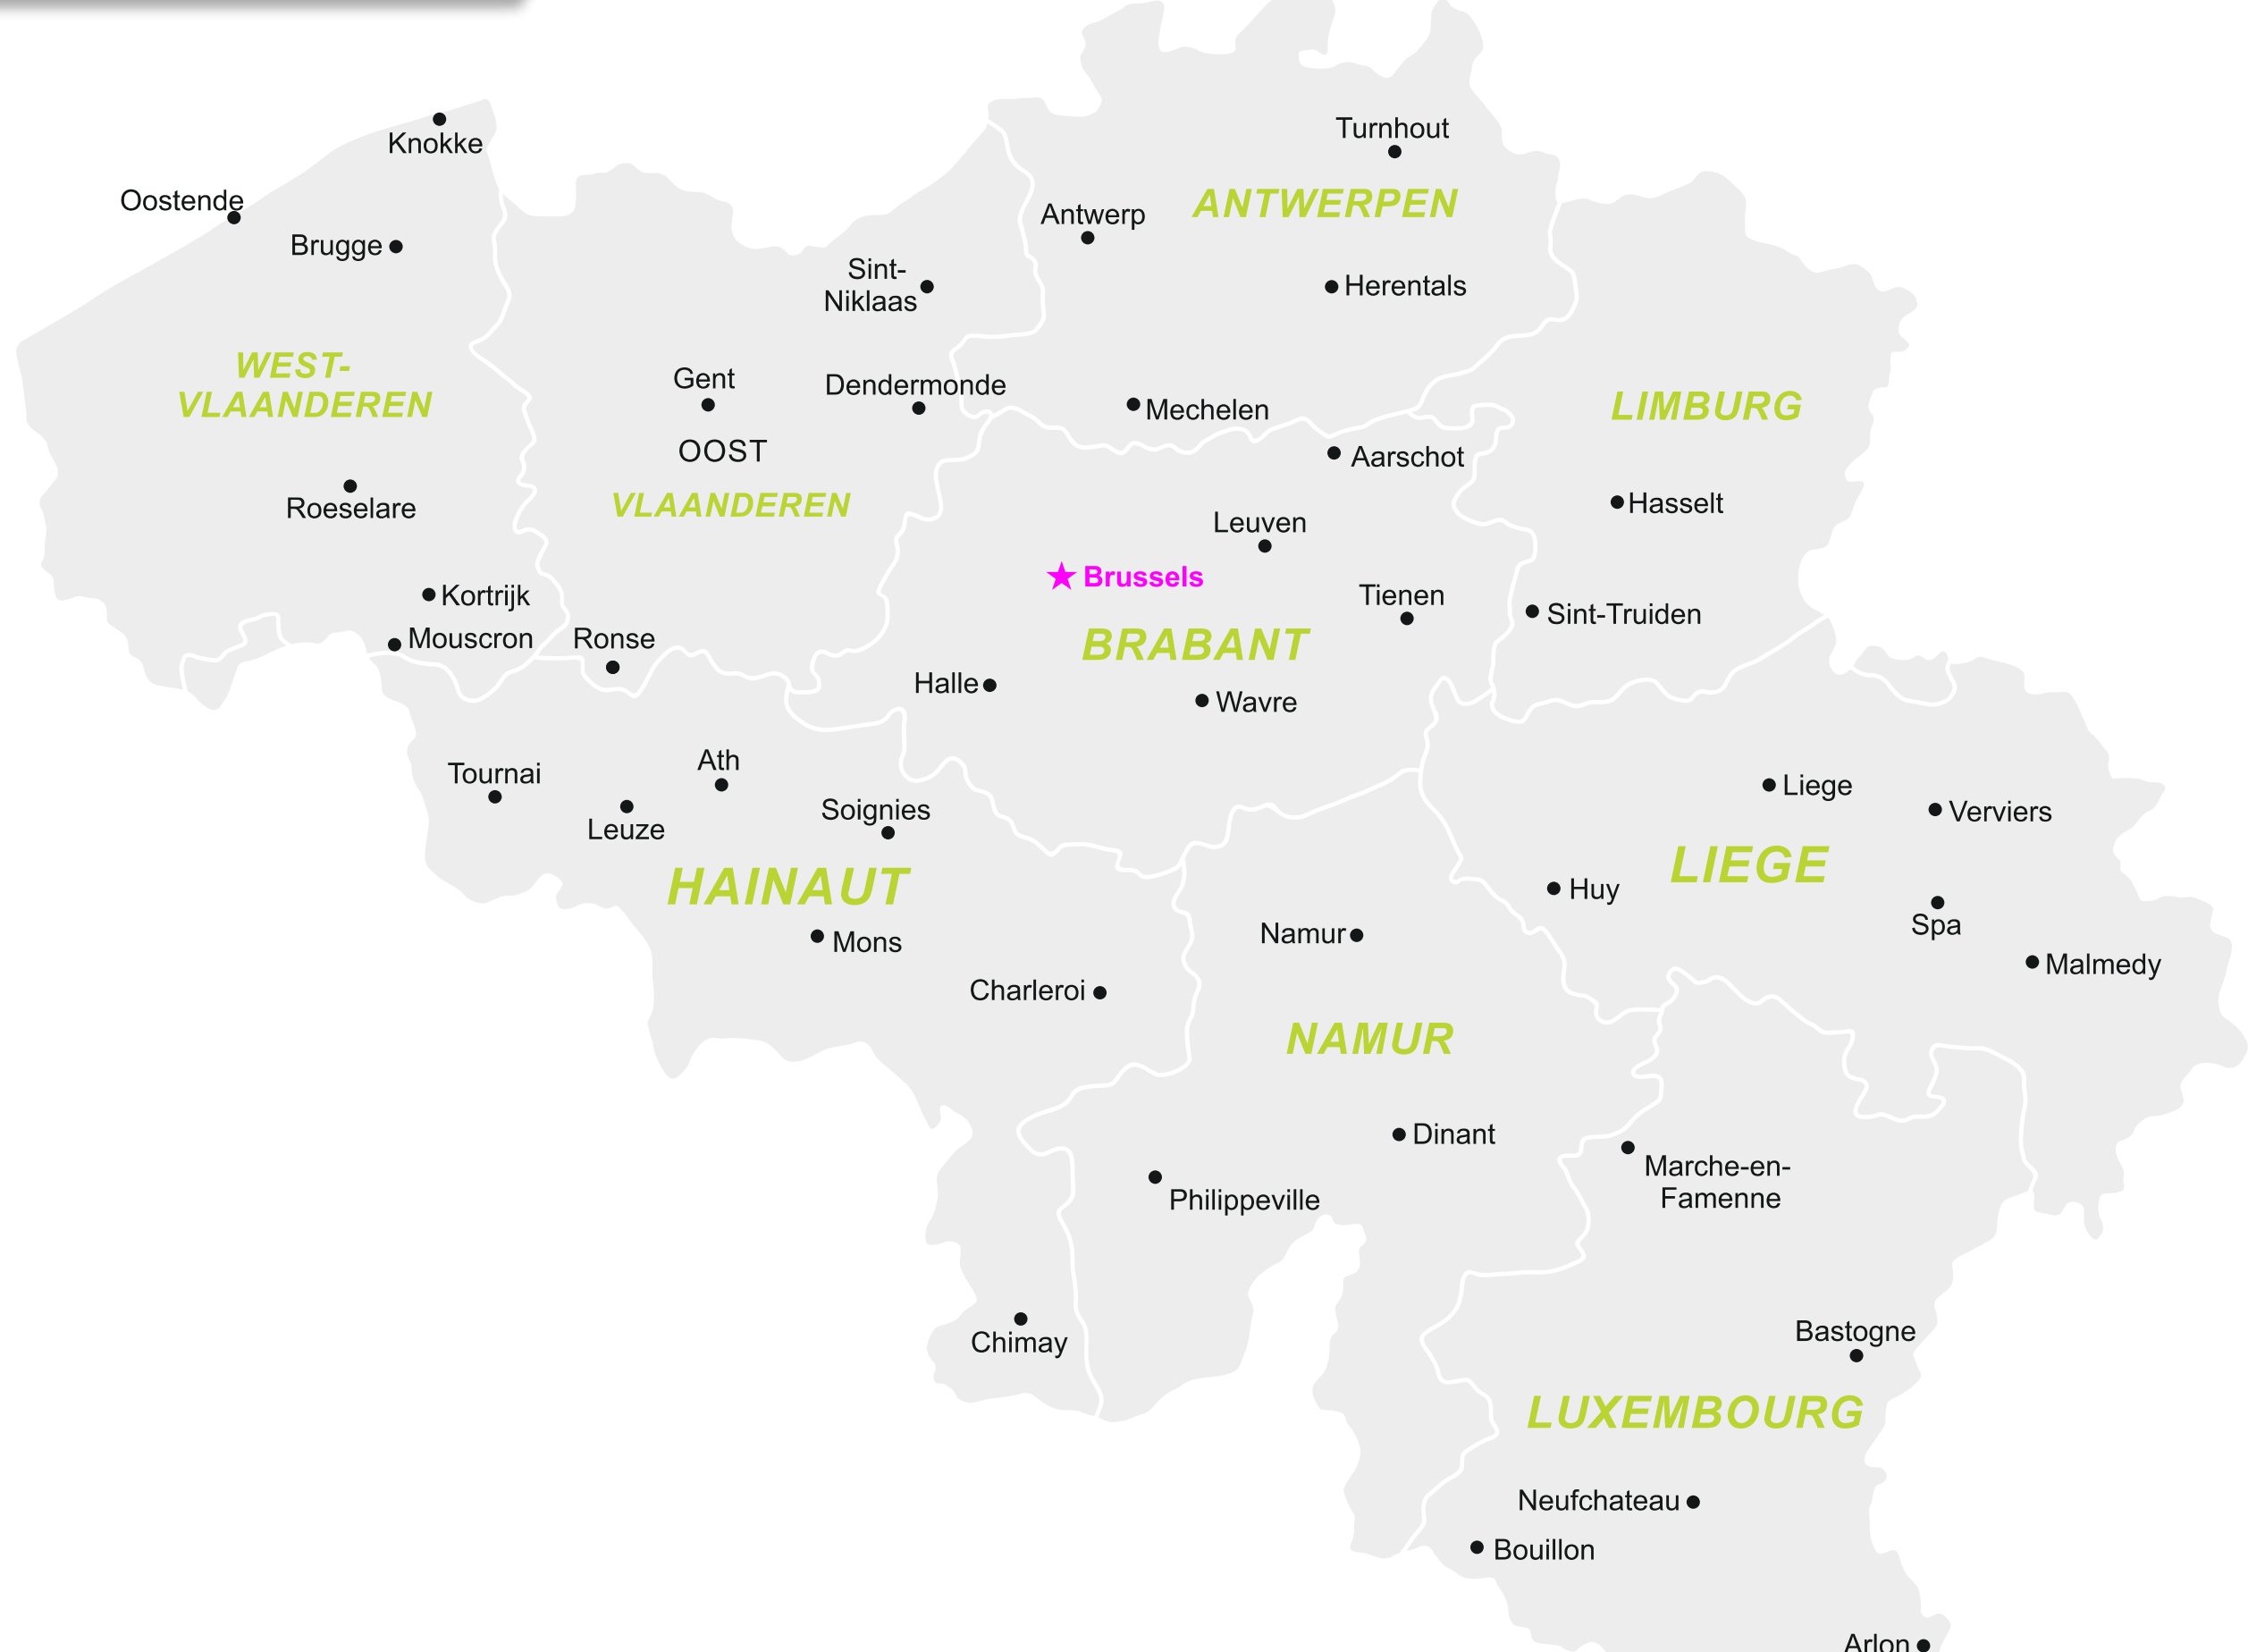 Knokke
Turnhout
Oostende
ANTWERPEN
Antwerp
Brugge
Sint-
Niklaas
Herentals
WEST-
VLAANDEREN
Gent
Dendermonde
Mechelen
LIMBURG
OOST
VLAANDEREN
Aarschot
Roeselare
Hasselt
Leuven
Brussels
Kortrijk
Tienen
Sint-Truiden
Mouscron
Ronse
BRABANT
Halle
Wavre
Tournai
Ath
Leuze
Soignies
Liege
Verviers
HAINAUT
LIEGE
Huy
Spa
Mons
Namur
Malmedy
Charleroi
NAMUR
Dinant
Marche-en-
Famenne
Philippeville
Chimay
Bastogne
LUXEMBOURG
Neufchateau
Bouillon
Arlon